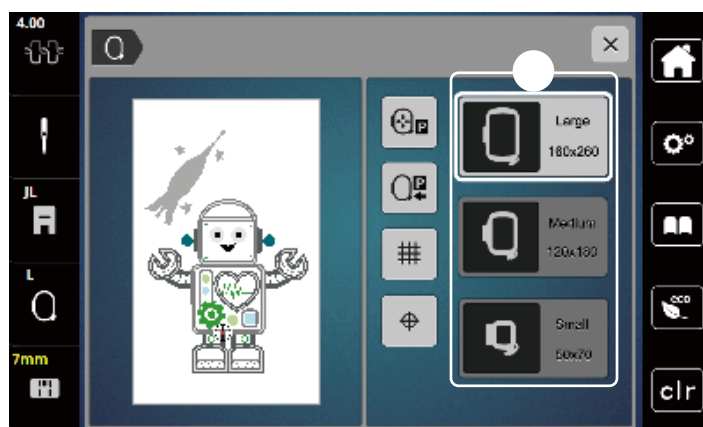 4.00
JL
L
7mm
P
P
Large
180x260
Medium
120x180
Small
50x70
eco
clr